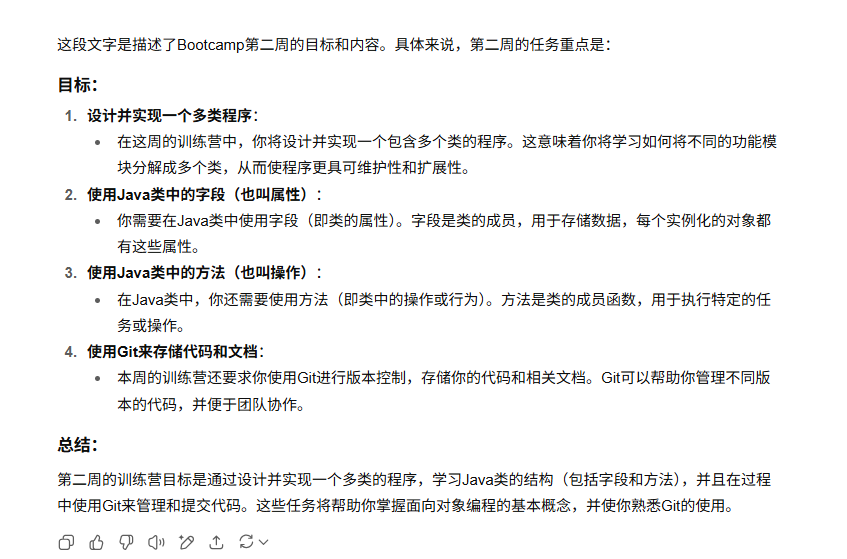 这段文字是描述了Bootcamp第二周的目标和内容。具体来说，第二周的任务重点是：
目标：
1. 设计并实现一个多类程序：
• 在这周的训练营中，你将设计并实现一个包含多个类的程序。这意味着你将学习如何将不同的功能模
块分解成多个类，从而使程序更具可维护性和扩展性。
2. 使用Java类中的字段（也叫属性）：
• 你需要在Java类中使用字段（即类的属性）。字段是类的成员，用于存储数据，每个实例化的对象都
有这些属性。
3. 使用Java类中的方法（也叫操作）：
• 在Java类中，你还需要使用方法（即类中的操作或行为）。方法是类的成员函数，用于执行特定的任
务或操作。
4. 使用Git来存储代码和文档：
• 本周的训练营还要求你使用Git进行版本控制，存储你的代码和相关文档。Git可以帮助你管理不同版
本的代码，并便于团队协作。
总结：
第二周的训练营目标是通过设计并实现一个多类的程序，学习Java类的结构（包括字段和方法），并且在过程
中使用Git来管理和提交代码。这些任务将帮助你掌握面向对象编程的基本概念，并使你熟悉Git的使用。